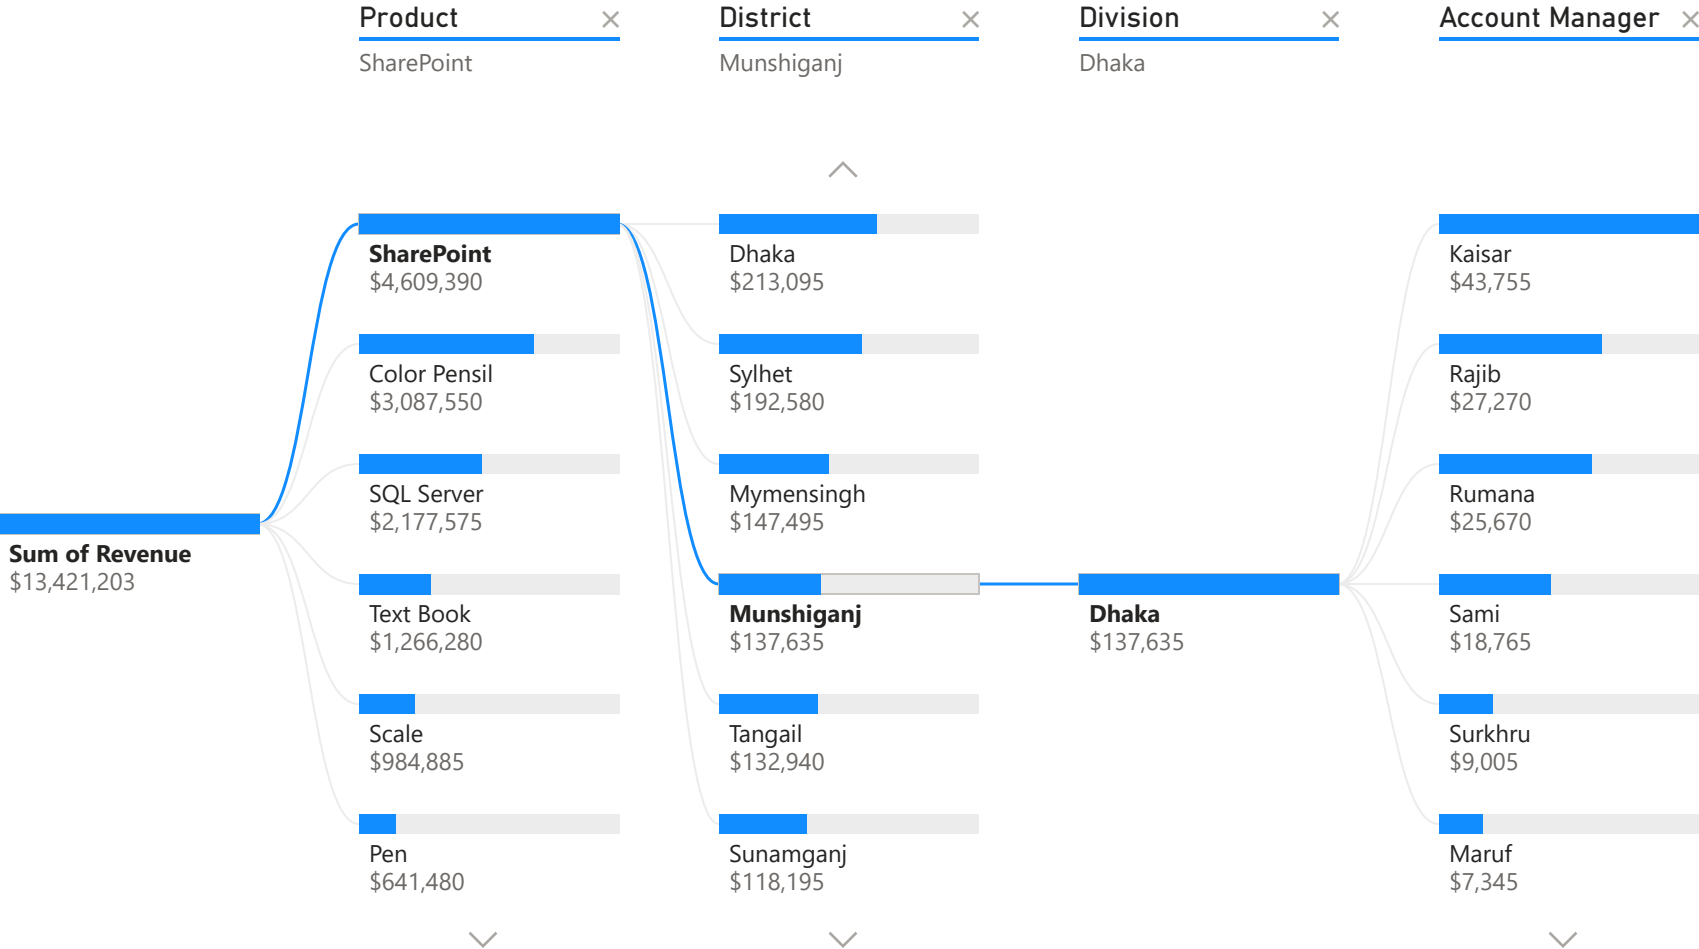 Product
District
Division
Account Manager
SharePoint
Munshiganj
Dhaka
Sum of Revenue
$13,421,203
SharePoint
$4,609,390
Color Pensil
$3,087,550
SQL Server
$2,177,575
Text Book
$1,266,280
Scale
$984,885
Pen
$641,480
Dhaka
$213,095
Sylhet
$192,580
Mymensingh
$147,495
Munshiganj
$137,635
Tangail
$132,940
Sunamganj
$118,195
Dhaka
$137,635
Kaisar
$43,755
Rajib
$27,270
Rumana
$25,670
Sami
$18,765
Surkhru
$9,005
Maruf
$7,345